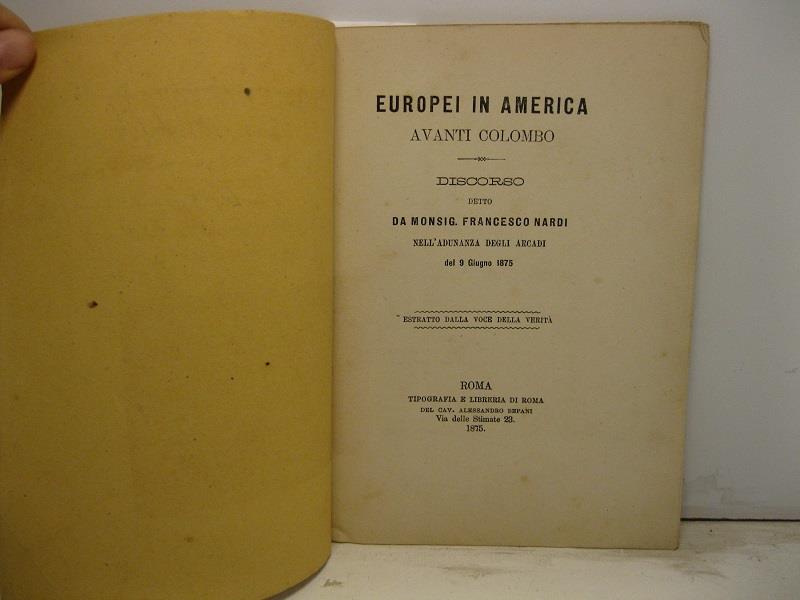 EUROPEI IN AMERICA
AVANTI COLOMBO
DISCORSO
DETTO
DA MONSIG. FRANCESCO NARDI
NELL'ADUNANZA DEGLI ARCADI
del 9 Giugno 1875
ESTRATTO DALLA VOCE DELLA VERITÀ
ROMA
TIPOGRAFIA E LIBRERIA DI ROMA
DEL CAV. ALESSANDRO BEFANI
Via delle Stimate 23.
1875.